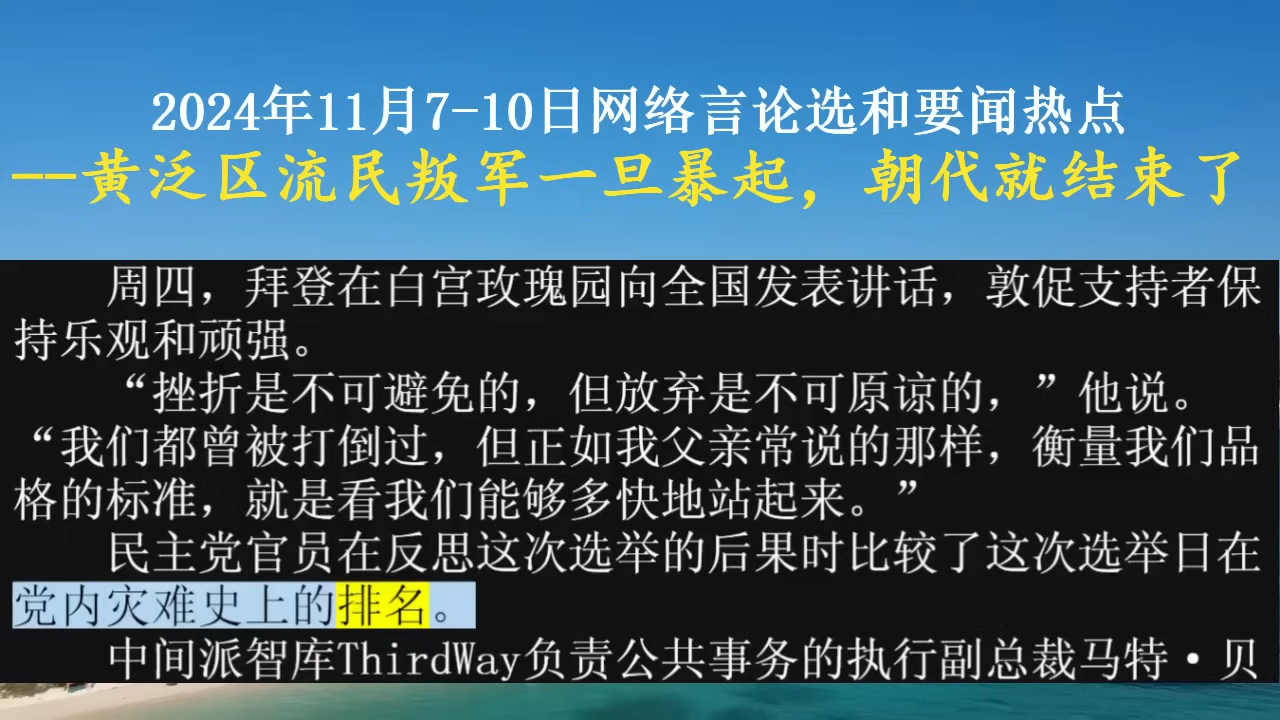 2024年11月7-10日网络言论选和要闻热点
--黄泛区流民叛军一旦暴起，朝代就结束了
周四，拜登在白宫玫瑰园向全国发表讲话，敦促支持者保
持乐观和顽强。
“挫折是不可避免的，但放弃是不可原谅的，”他说。
“我们都曾被打倒过，但正如我父亲常说的那样，衡量我们品
格的标准，就是看我们能够多快地站起来。”
民主党官员在反思这次选举的后果时比较了这次选举日在
党内灾难史上的排名。
中间派智库ThirdWay负责公共事务的执行副总裁马特·贝